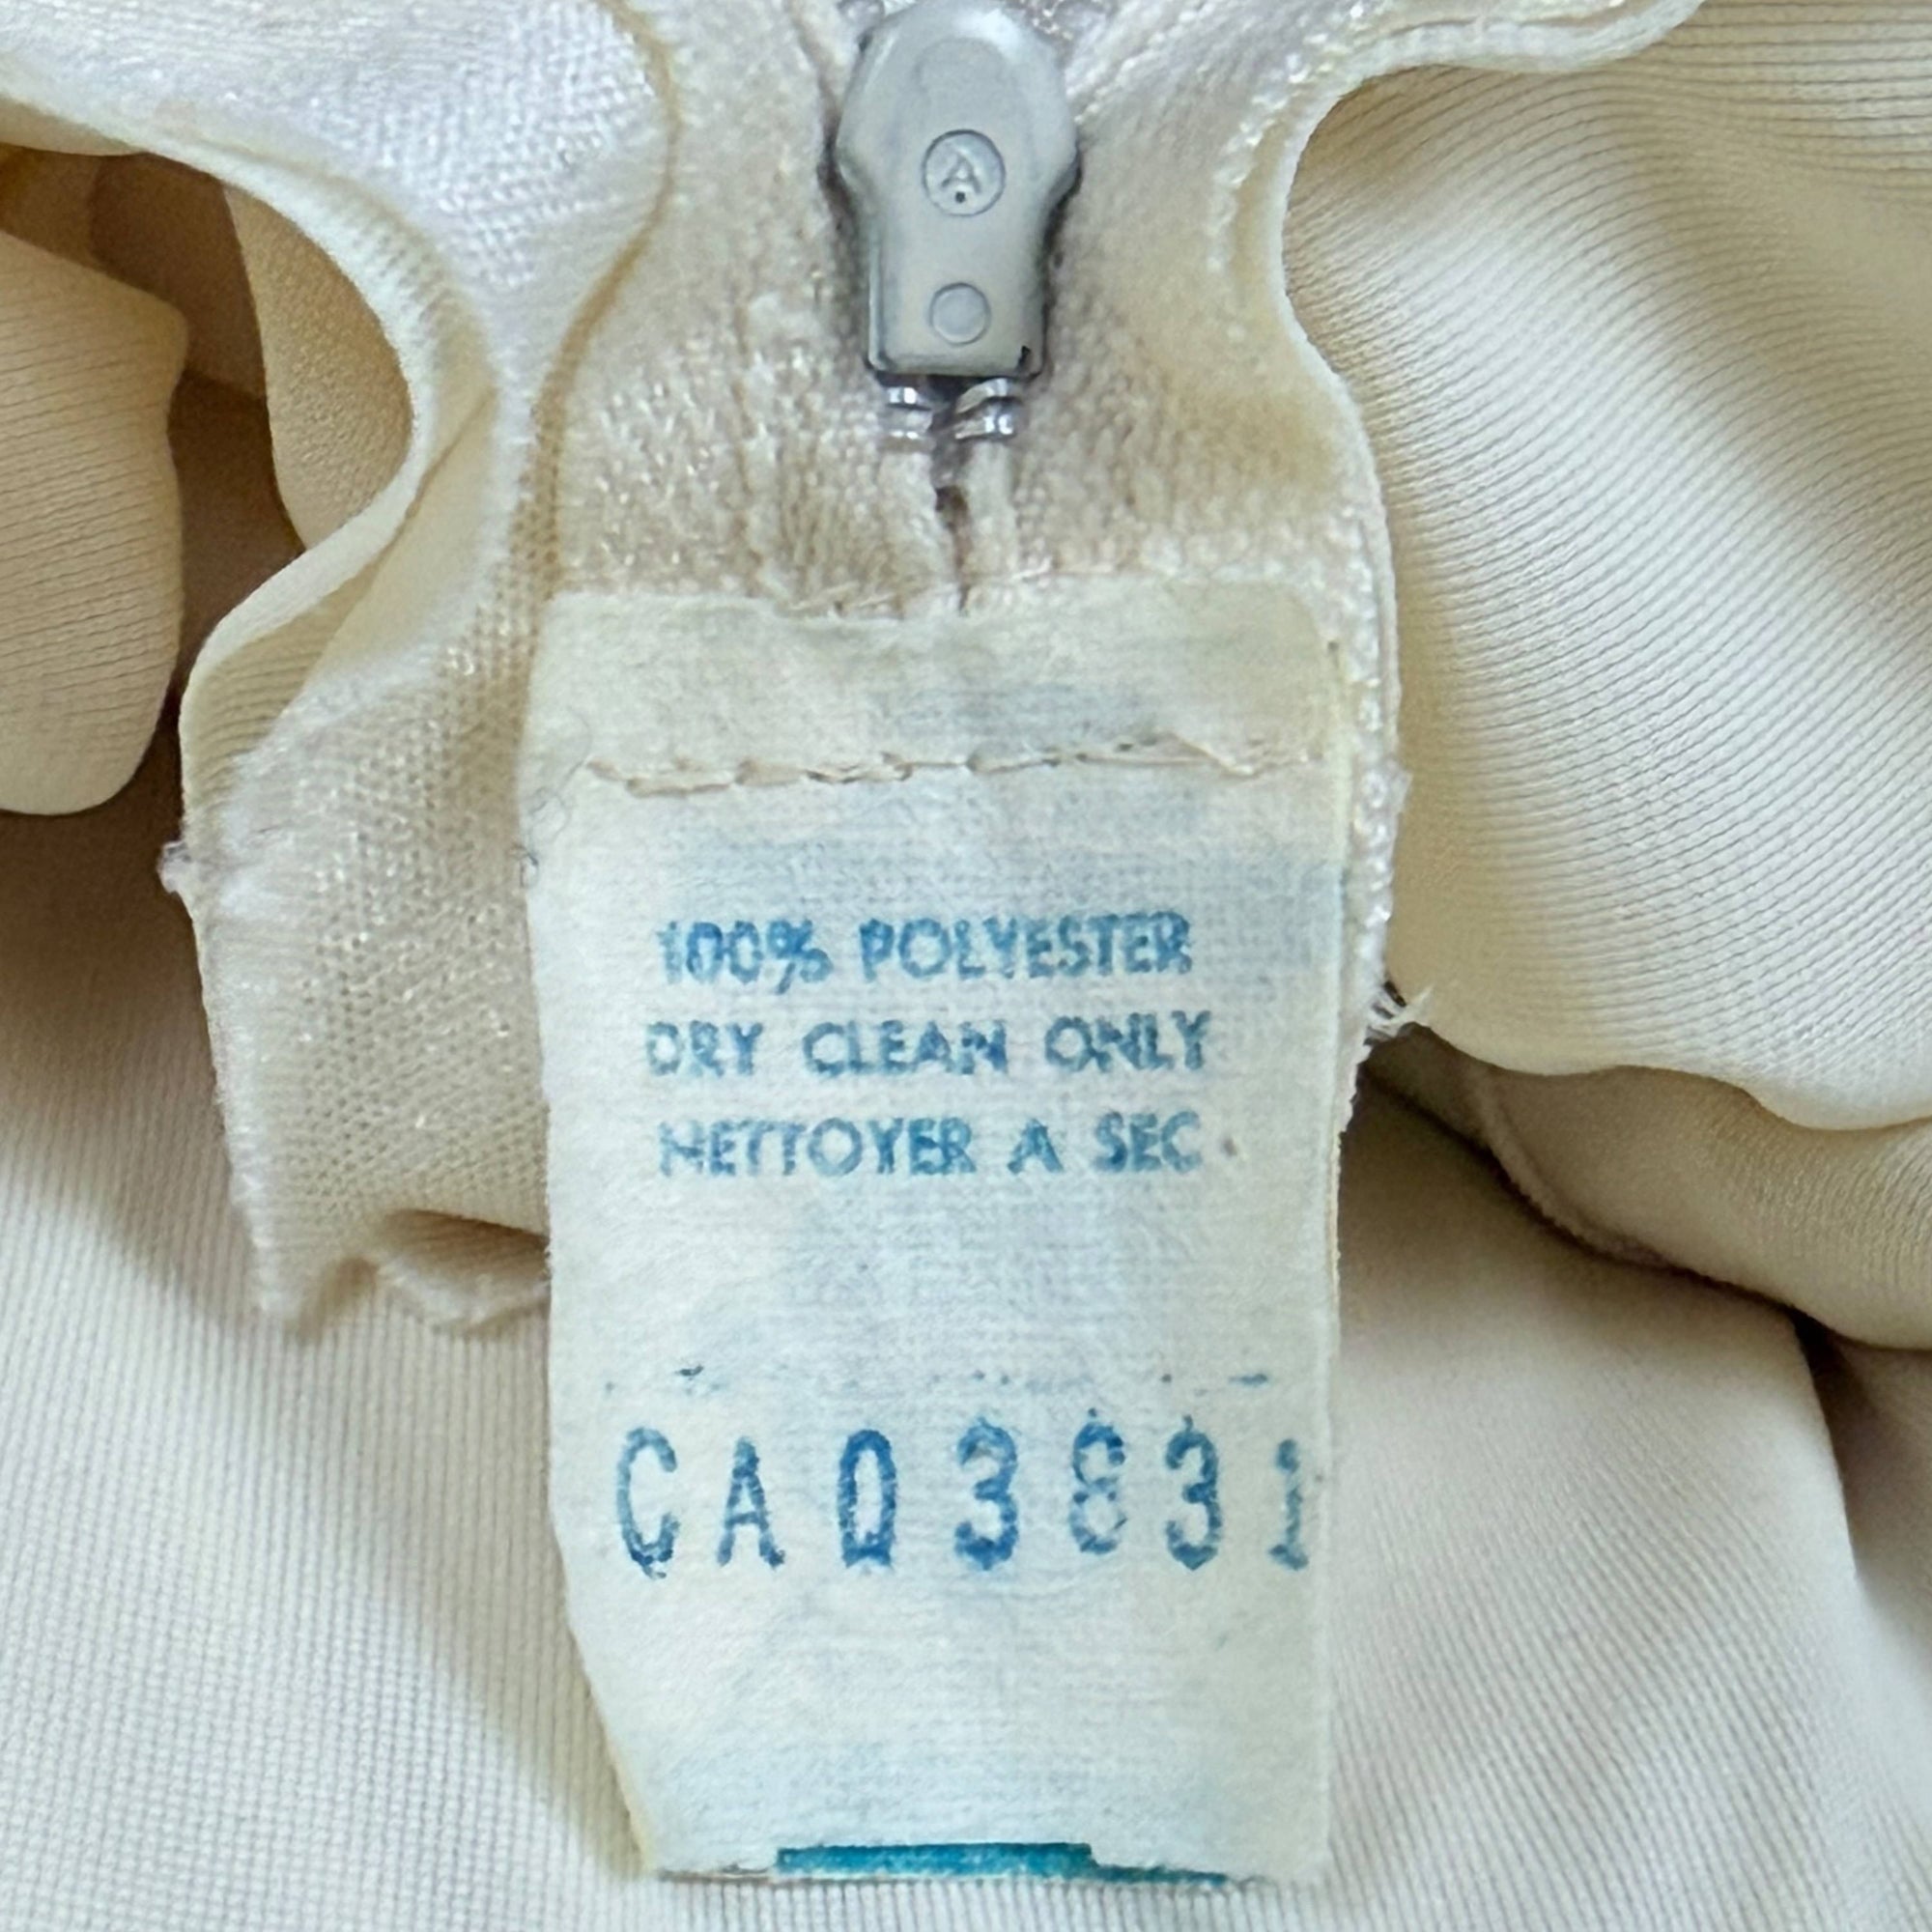 A
100% POLYESTER
DRY CLEAN ONLY
NETTOYER A SEC
CA03831